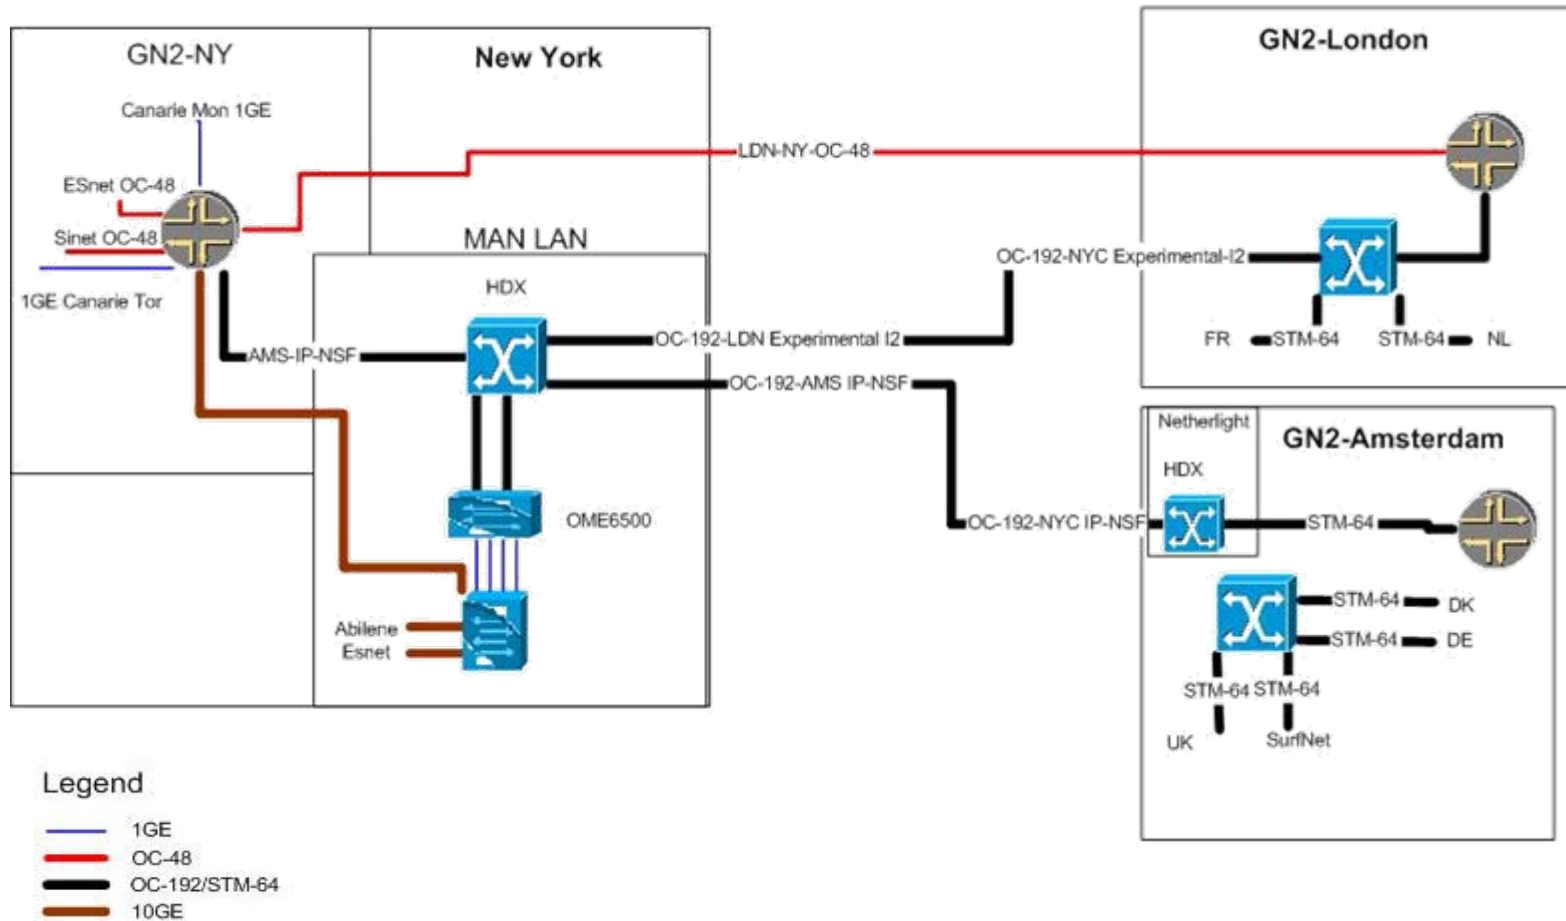 GN2-NY
New York
GN2-London
Canarie Mon 1GE
LDN-NY-OC-48
ESnet OC-48
Sinet OC-48
1GE Canarie Tor
MAN LAN
HDX
OC-192-NYC Experimental-I2
OC-192-LDN Experimental I2
FR
STM-64
STM-64
NL
AMS-IP-NSF
OC-192-AMS IP-NSF
Netherlight
GN2-Amsterdam
HDX
OME6500
OC-192-NYC IP-NSF
STM-64
STM-64
DK
STM-64
DE
Abilene
Esnet
STM-64
STM-64
UK
SurfNet
Legend
1GE
OC-48
OC-192/STM-64
10GE